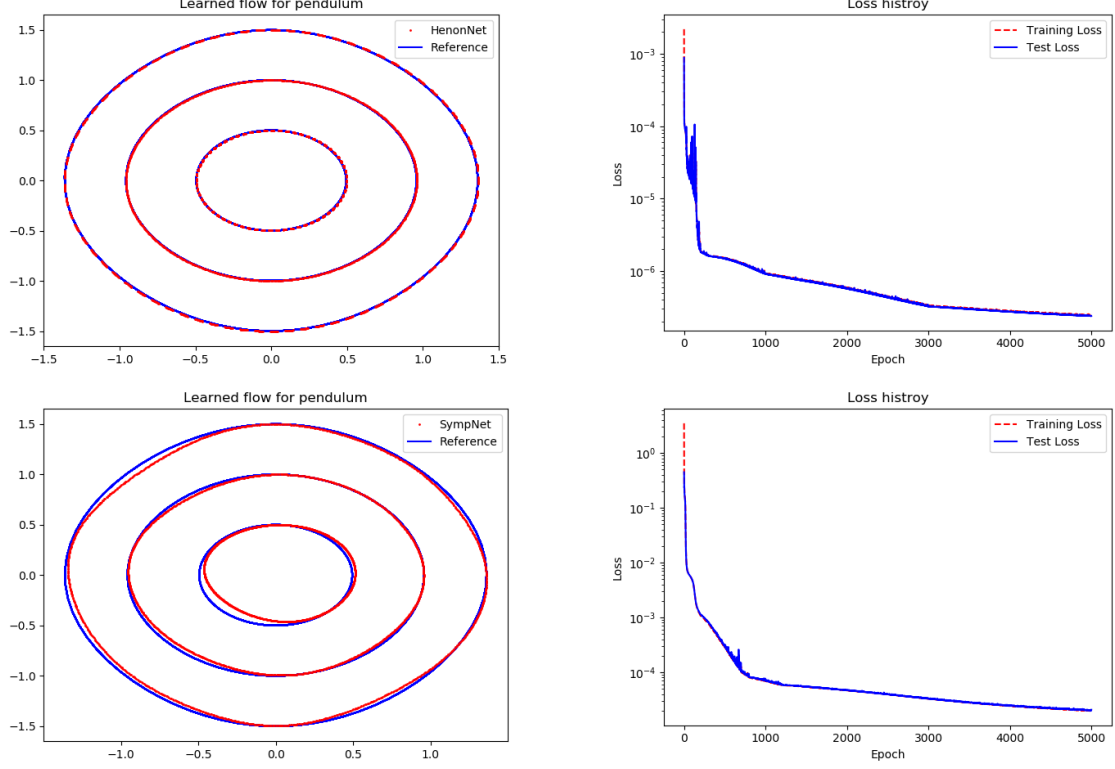 Learned flow for pendulum
1.5
1.0
0.5
0.0
−0.5
−1.0
−1.5
−1.5
−1.0
−0.5
0.0
0.5
1.0
1.5
HenonNet
Reference
Loss histroy
Loss
10⁻³
10⁻⁴
10⁻⁵
10⁻⁶
0
1000
2000
3000
4000
5000
Epoch
Training Loss
Test Loss
Learned flow for pendulum
1.5
1.0
0.5
0.0
−0.5
−1.0
−1.5
−1.0
−0.5
0.0
0.5
1.0
SympNet
Reference
Loss histroy
Loss
10⁰
10⁻¹
10⁻²
10⁻³
10⁻⁴
0
1000
2000
3000
4000
5000
Epoch
Training Loss
Test Loss